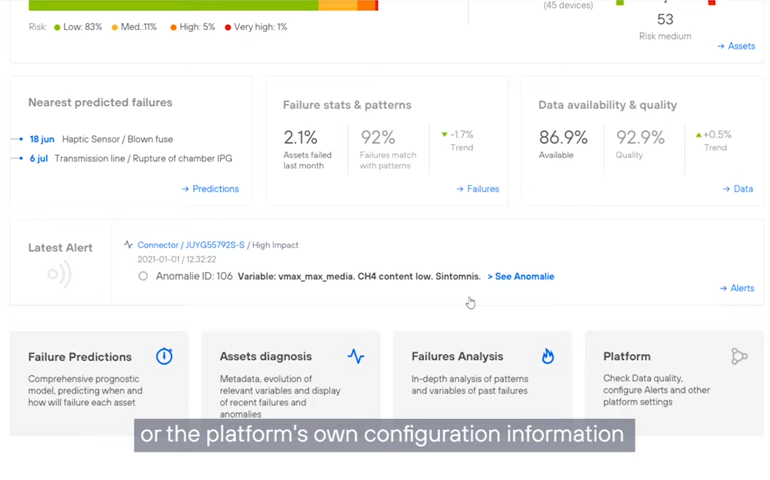 (45 devices)
53
Risk medium
Risk: Low: 83% Med.:11% High: 5% Very high: 1%
→ Assets
Nearest predicted failures
18 jun Haptic Sensor / Blown fuse
6 jul Transmission line / Rupture of chamber IPG
→ Predictions
Failure stats & patterns
2.1%
Assets failed
last month
92%
Failures match
with patterns
-1.7%
Trend
→ Failures
Data availability & quality
86.9%
Available
92.9%
Quality
+0.5%
Trend
→ Data
Latest Alert
Connector / JUYG55792S-S / High Impact
2021-01-01 / 12:32:22
Anomalie ID: 106 Variable: vmax_max_media. CH4 content low. Sintomnis. > See Anomalie
→ Alerts
Failure Predictions
Comprehensive prognostic
model, predicting when and
how will failure each asset
Assets diagnosis
Metadata, evolution of
relevant variables and display
of recent failures and
anomalies
Failures Analysis
In-depth analysis of patterns
and variables of past failures
Platform
Check Data quality,
configure Alerts and other
platform settings
or the platform's own configuration information